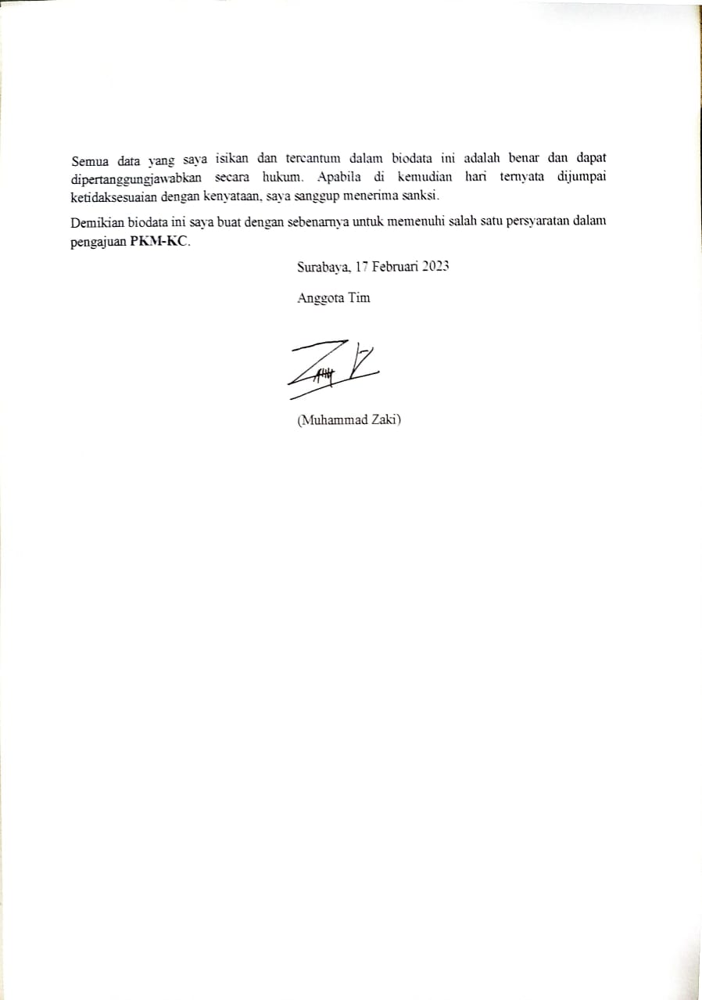 Semua data yang saya isikan dan tercantum dalam biodata ini adalah benar dan dapat
dipertanggungjawabkan secara hukum. Apabila di kemudian hari ternyata dijumpai
ketidaksesuaian dengan kenyataan, saya sanggup menerima sanksi.
Demikian biodata ini saya buat dengan sebenarnya untuk memenuhi salah satu persyaratan dalam
pengajuan PKM-KC.
Surabaya, 17 Februari 2023
Anggota Tim
(Muhammad Zaki)